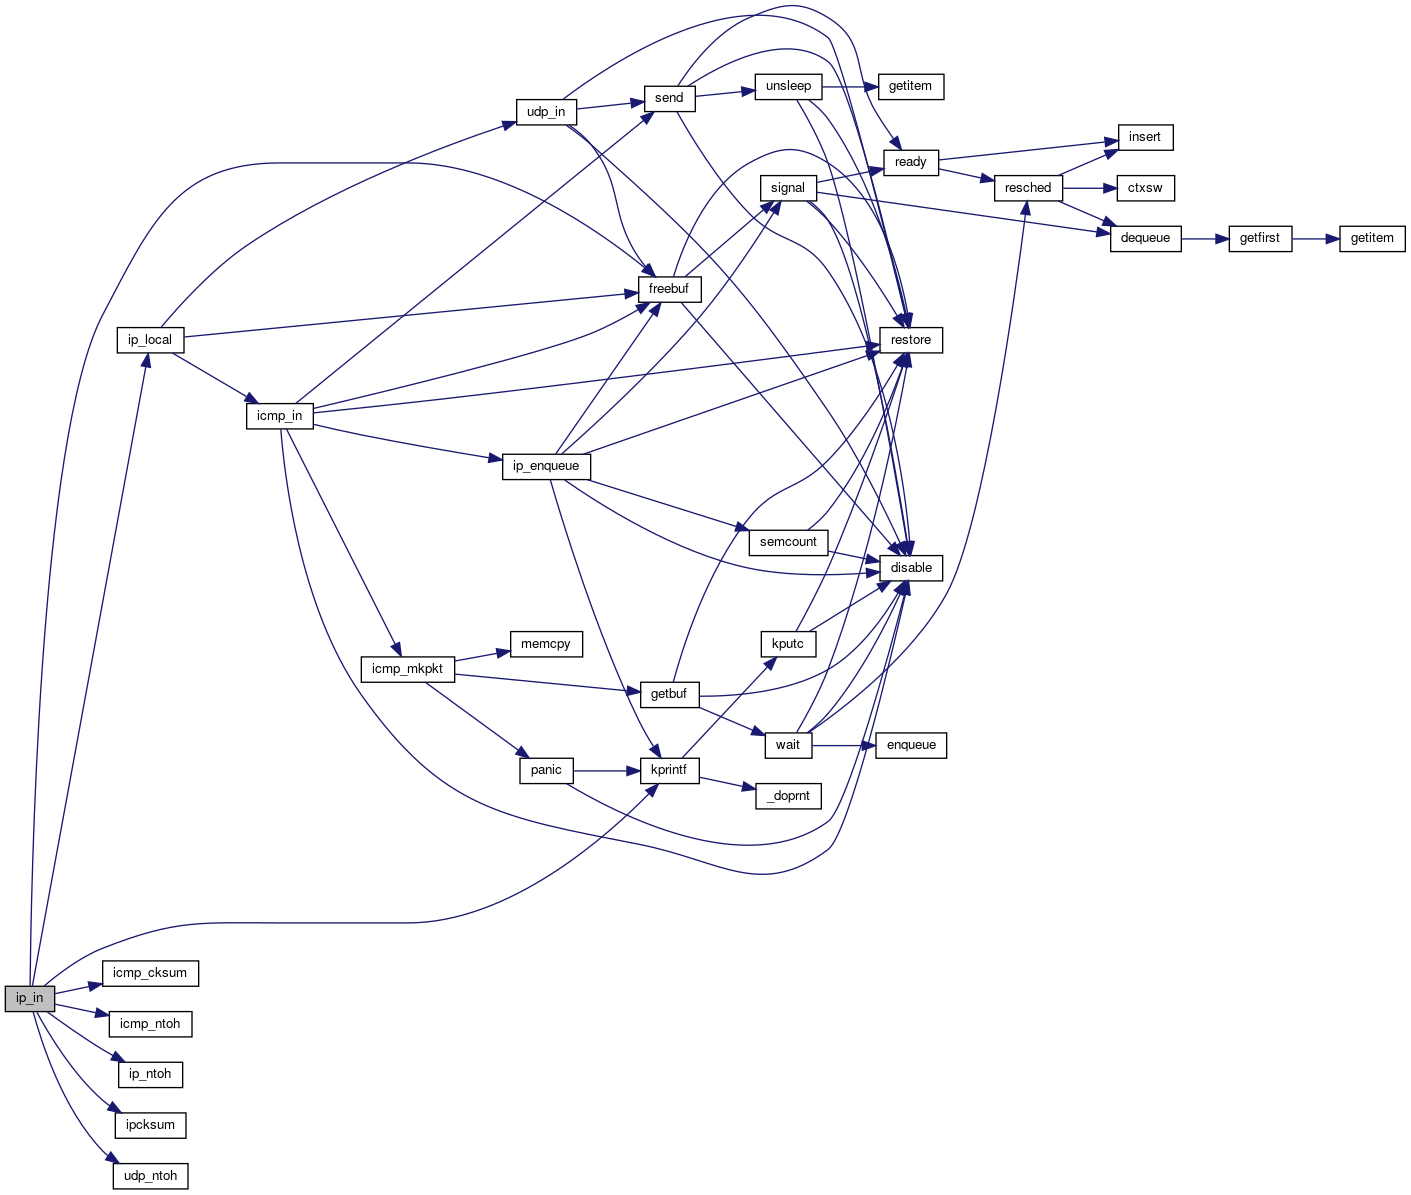 udp_in
send
unsleep
getitem
insert
ready
signal
resched
ctxsw
dequeue
getfirst
getitem
freebuf
ip_local
restore
icmp_in
ip_enqueue
semcount
disable
memcpy
kputc
icmp_mkpkt
getbuf
wait
enqueue
panic
kprintf
_doprnt
icmp_cksum
ip_in
icmp_ntoh
ip_ntoh
ipcksum
udp_ntoh